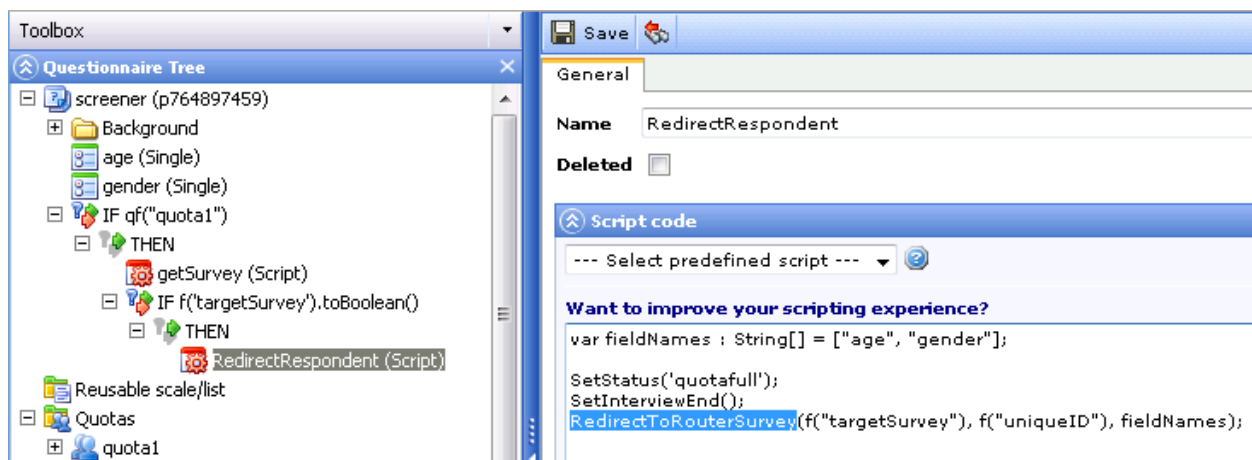 Toolbox
Questionnaire Tree
screener (p764897459)
Background
age (Single)
gender (Single)
IF qf("quota1")
THEN
getSurvey (Script)
IF f('targetSurvey').toBoolean()
THEN
RedirectRespondent (Script)
Reusable scale/list
Quotas
quota1
Save
General
Name RedirectRespondent
Deleted
Script code
--- Select predefined script ---
Want to improve your scripting experience?
var fieldNames : String[] = ["age", "gender"];
SetStatus('quotafull');
SetInterviewEnd();
RedirectToRouterSurvey(f("targetSurvey"), f("uniqueID"), fieldNames);